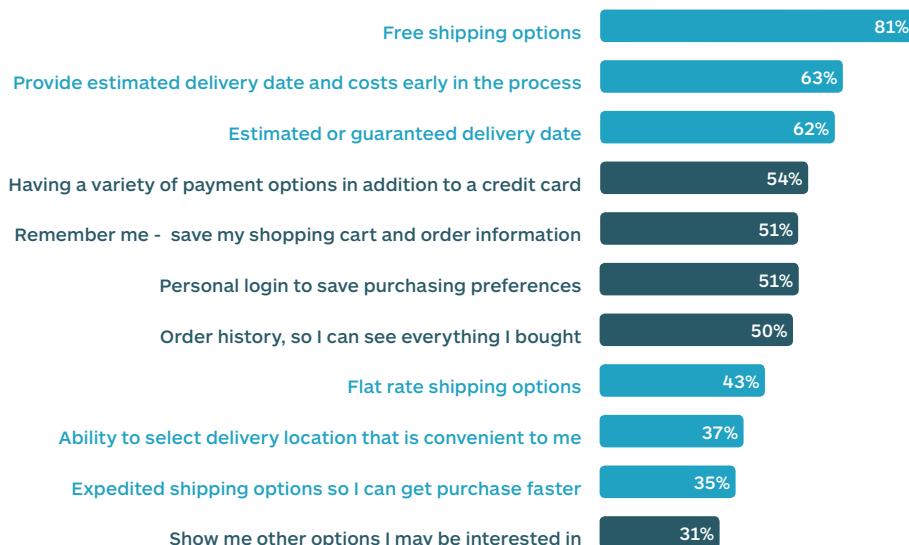 Free shipping options 81%
Provide estimated delivery date and costs early in the process 63%
Estimated or guaranteed delivery date 62%
Having a variety of payment options in addition to a credit card 54%
Remember me -  save my shopping cart and order information 51%
Personal login to save purchasing preferences 51%
Order history, so I can see everything I bought 50%
Flat rate shipping options 43%
Ability to select delivery location that is convenient to me 37%
Expedited shipping options so I can get purchase faster 35%
Show me other options I may be interested in 31%